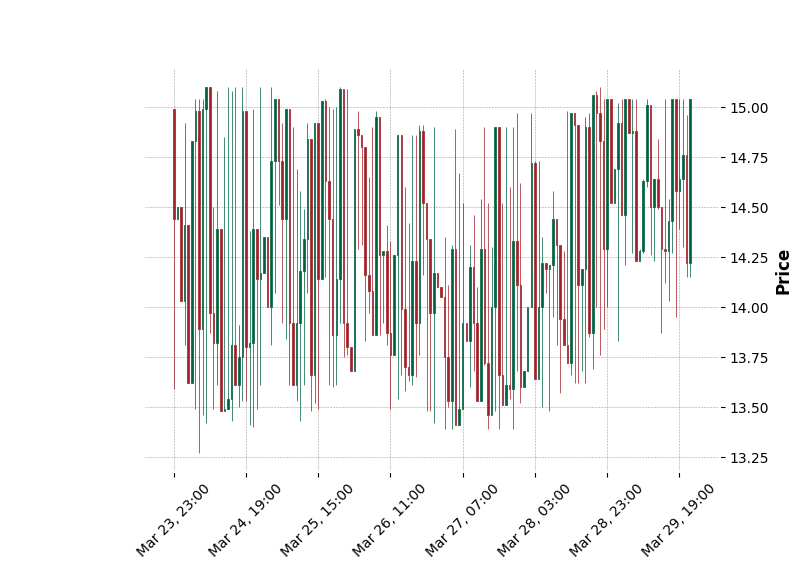 15.00
14.75
14.50
14.25
14.00
13.75
13.50
13.25
Price
Mar 23, 23:00
Mar 24, 19:00
Mar 25, 15:00
Mar 26, 11:00
Mar 27, 07:00
Mar 28, 03:00
Mar 28, 23:00
Mar 29, 19:00